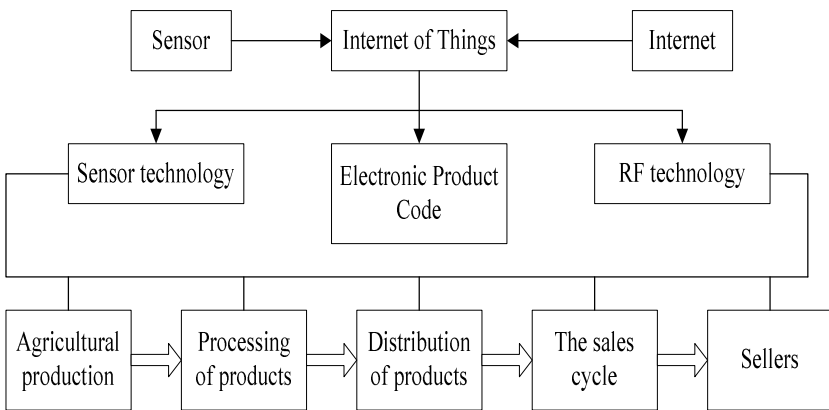 Sensor
Internet of Things
Internet
Sensor technology
Electronic Product
Code
RF technology
Agricultural
production
Processing
of products
Distribution
of products
The sales
cycle
Sellers